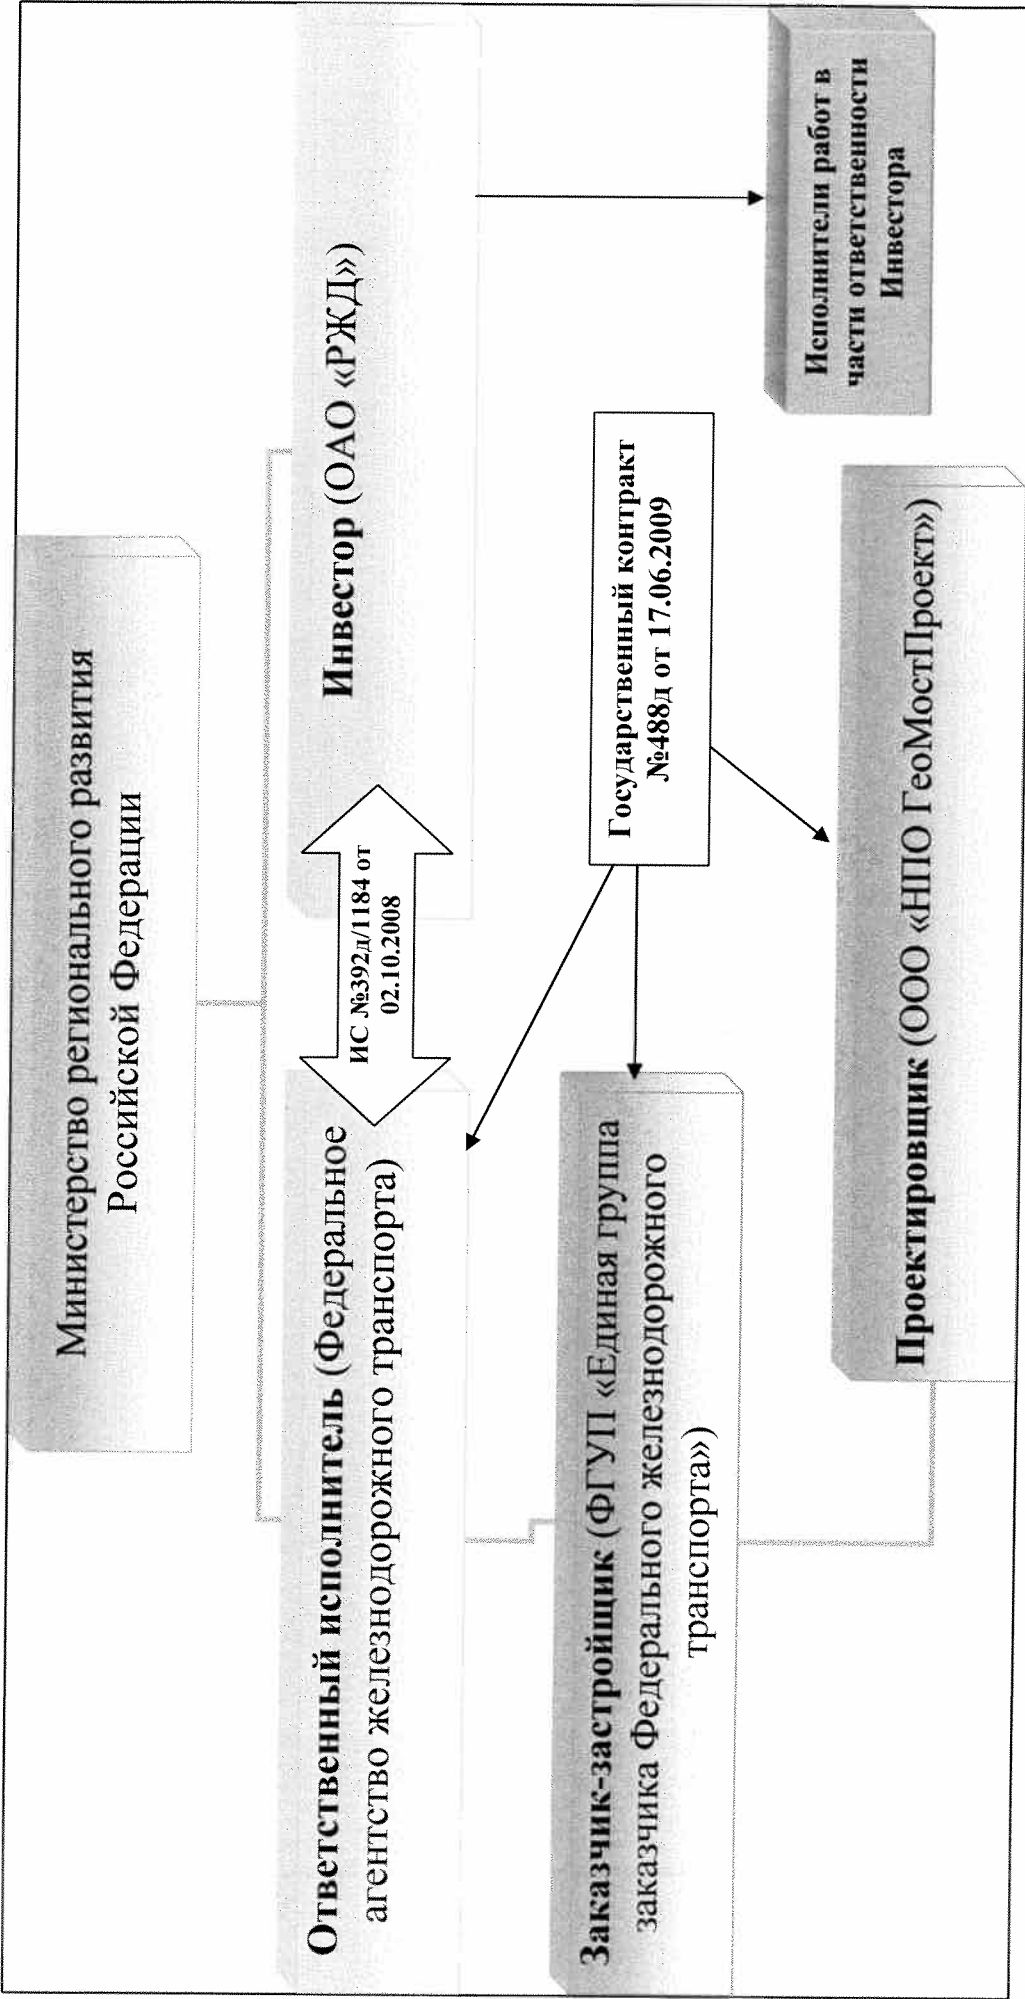 Министерство регионального развития
Российской Федерации
Ответственный исполнитель (Федеральное
агентство железнодорожного транспорта)
ИС №392д/1184 от
02.10.2008
Инвестор (ОАО «РЖД»)
Заказчик-застройщик (ФГУП «Единая группа
заказчика Федерального железнодорожного
транспорта»)
Государственный контракт
№488д от 17.06.2009
Исполнители работ в
части ответственности
Инвестора
Проектировщик (ООО «НПО ГеоМостПроект»)